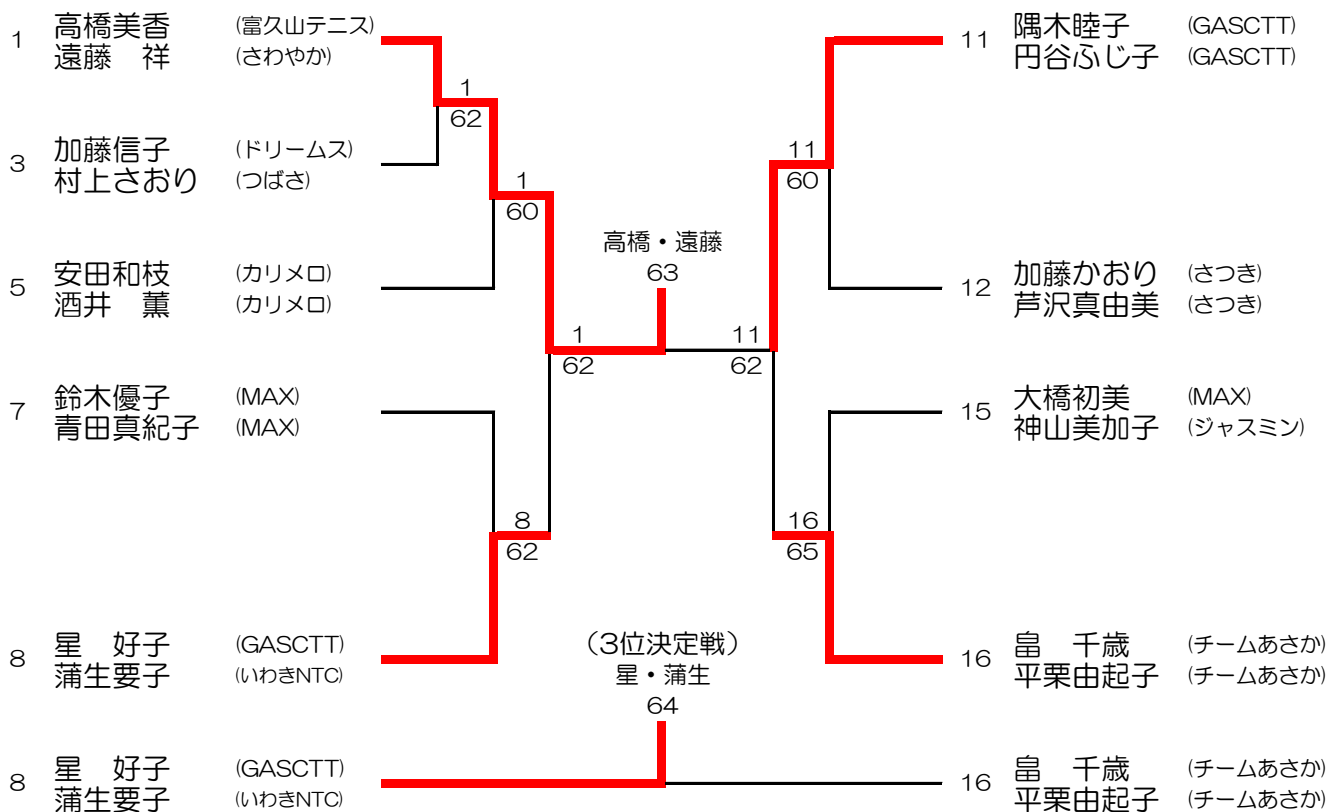 1 高橋美香 (富久山テニス)
遠藤　祥 (さわやか)
1
62
3 加藤信子 (ドリームス)
村上さおり (つばさ)
1
60
5 安田和枝 (カリメロ)
酒井　薫 (カリメロ)
1
62
7 鈴木優子 (MAX)
青田真紀子 (MAX)
8
62
8 星　好子 (GASCTT)
蒲生要子 (いわきNTC)
高橋・遠藤
63
11 隅木睦子 (GASCTT)
円谷ふじ子 (GASCTT)
11
60
12 加藤かおり (さつき)
芦沢真由美 (さつき)
11
62
15 大橋初美 (MAX)
神山美加子 (ジャスミン)
16
65
16 畠　千歳 (チームあさか)
平栗由起子 (チームあさか)
(3位決定戦)
星・蒲生
64
8 星　好子 (GASCTT)
蒲生要子 (いわきNTC)
16 畠　千歳 (チームあさか)
平栗由起子 (チームあさか)